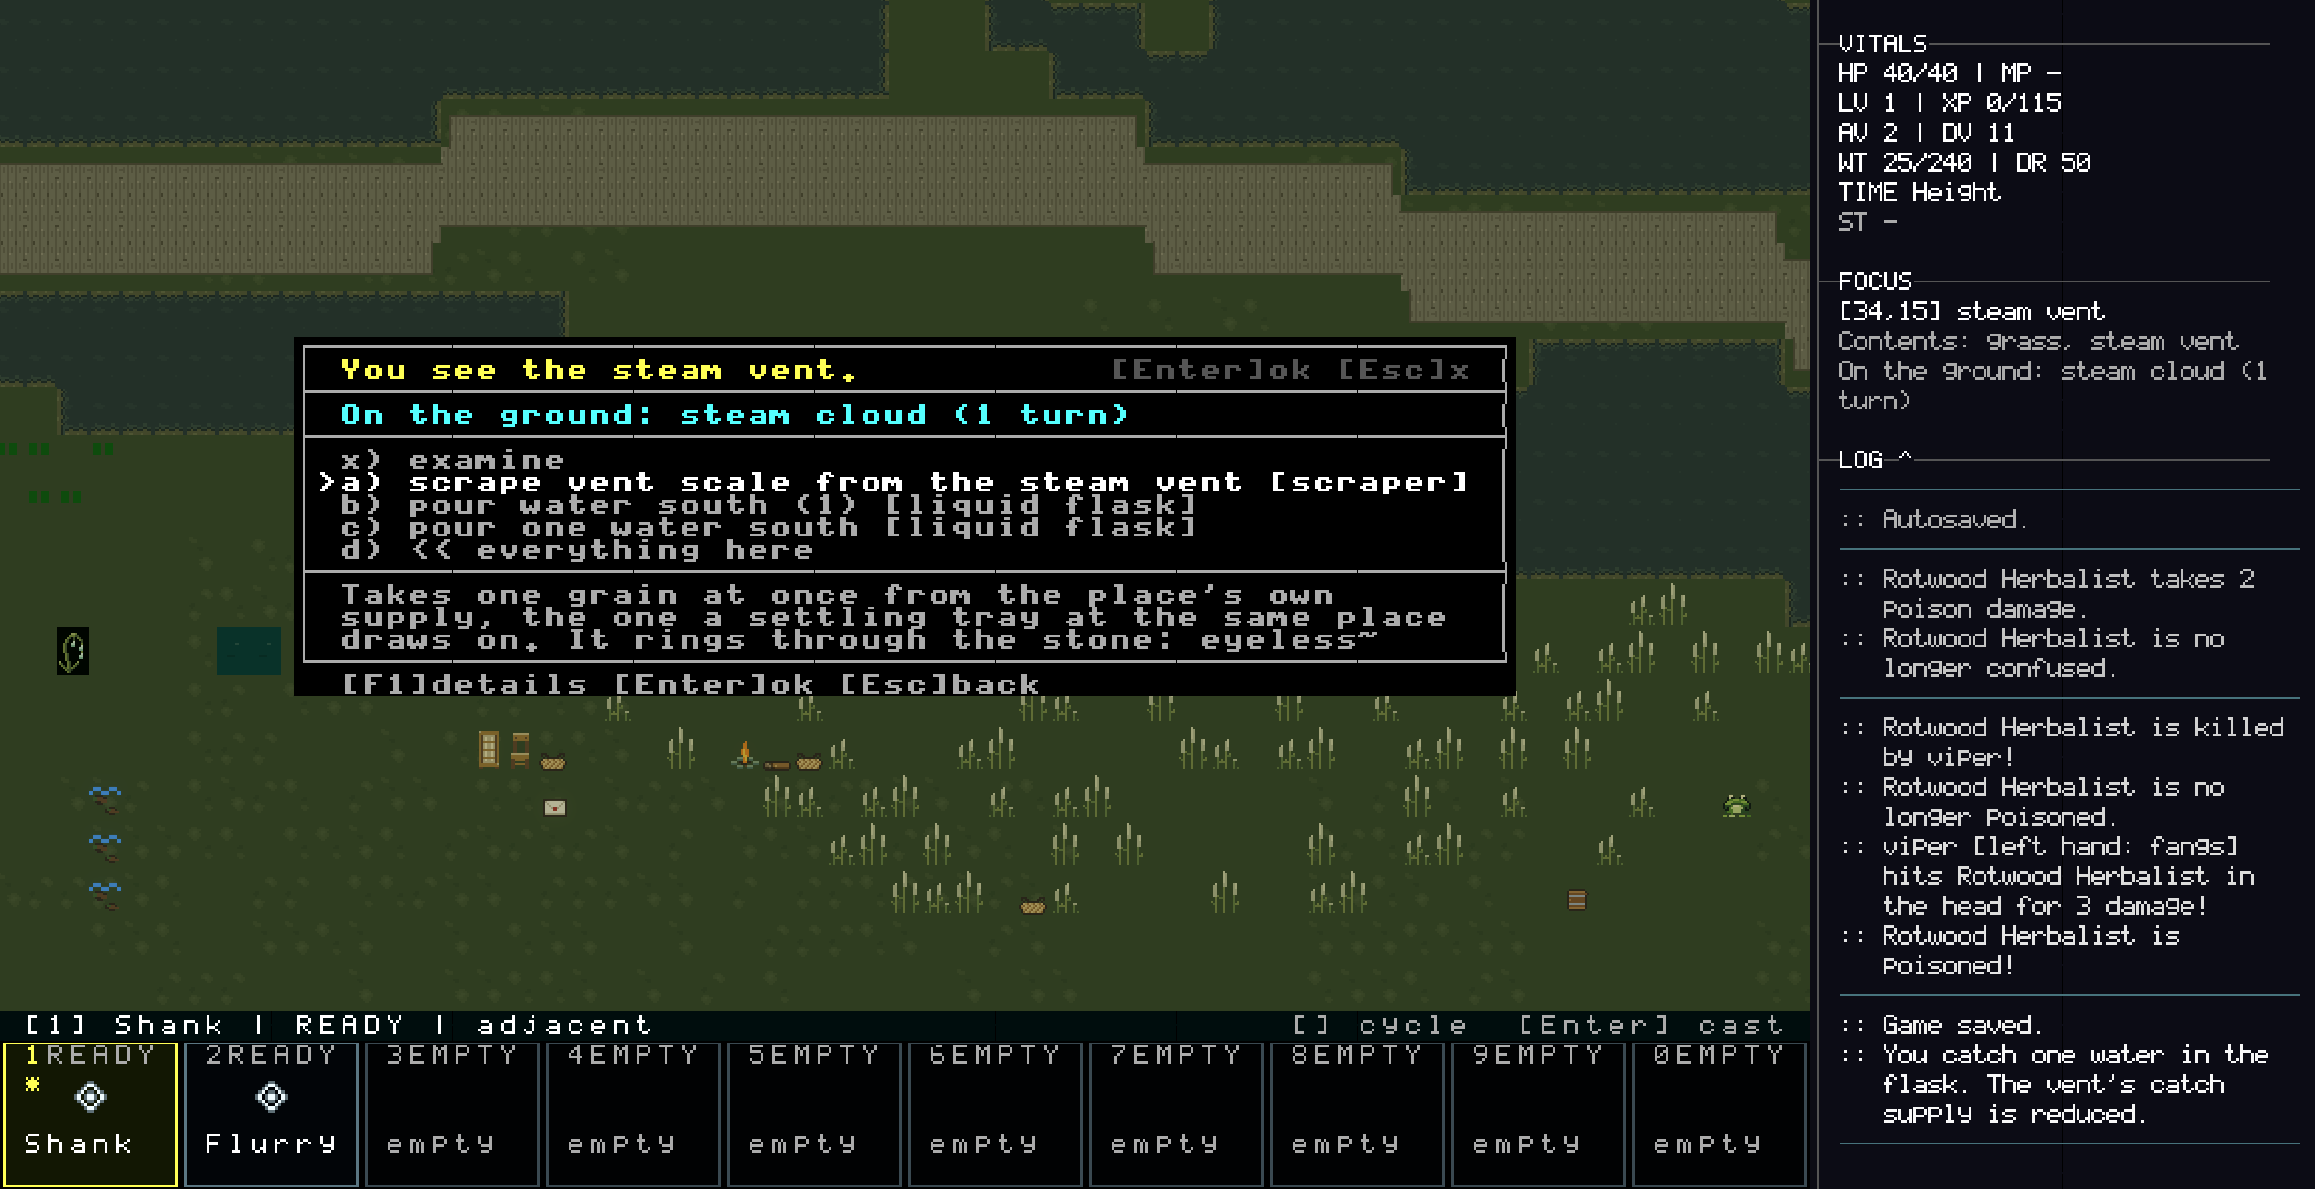 You see the steam vent. [Enter]ok [Esc]x
On the ground: steam cloud (1 turn)
x) examine
>a) scrape vent scale from the steam vent [scraper]
b) pour water south (1) [liquid flask]
c) pour one water south [liquid flask]
d) << everything here
Takes one grain at once from the place's own
supply, the one a settling tray at the same place
draws on. It rings through the stone: eyeless~
[F1]details [Enter]ok [Esc]back
[1] Shank | READY | adjacent [] cycle [Enter] cast
1READY 2READY 3EMPTY 4EMPTY 5EMPTY 6EMPTY 7EMPTY 8EMPTY 9EMPTY 0EMPTY
*
Shank Flurry empty empty empty empty empty empty empty empty
VITALS
HP 40/40 | MP -
LV 1 | XP 0/115
AV 2 | DV 11
WT 25/240 | DR 50
TIME Height
ST -
FOCUS
[34,15] steam vent
Contents: grass, steam vent
On the ground: steam cloud (1
turn)
LOG ^
:: Autosaved.
:: Rotwood Herbalist takes 2
Poison damage.
:: Rotwood Herbalist is no
longer confused.
:: Rotwood Herbalist is killed
by viper!
:: Rotwood Herbalist is no
longer Poisoned.
:: viper [left hand: fangs]
hits Rotwood Herbalist in
the head for 3 damage!
:: Rotwood Herbalist is
Poisoned!
:: Game saved.
:: You catch one water in the
flask. The vent's catch
supply is reduced.